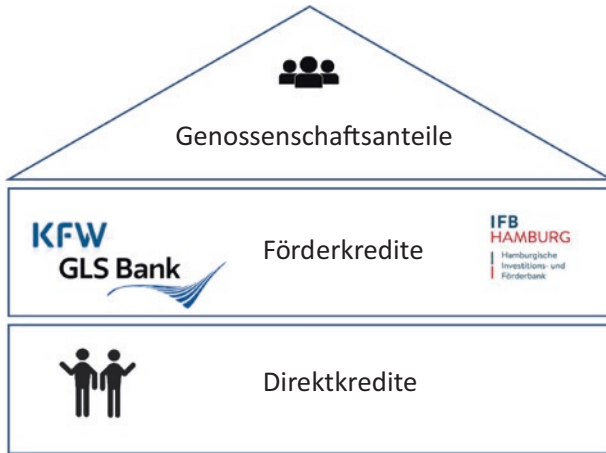 Genossenschaftsanteile
KFW
GLS Bank
Förderkredite
IFB
HAMBURG
Hamburgische
Investitions- und
Förderbank
Direktkredite